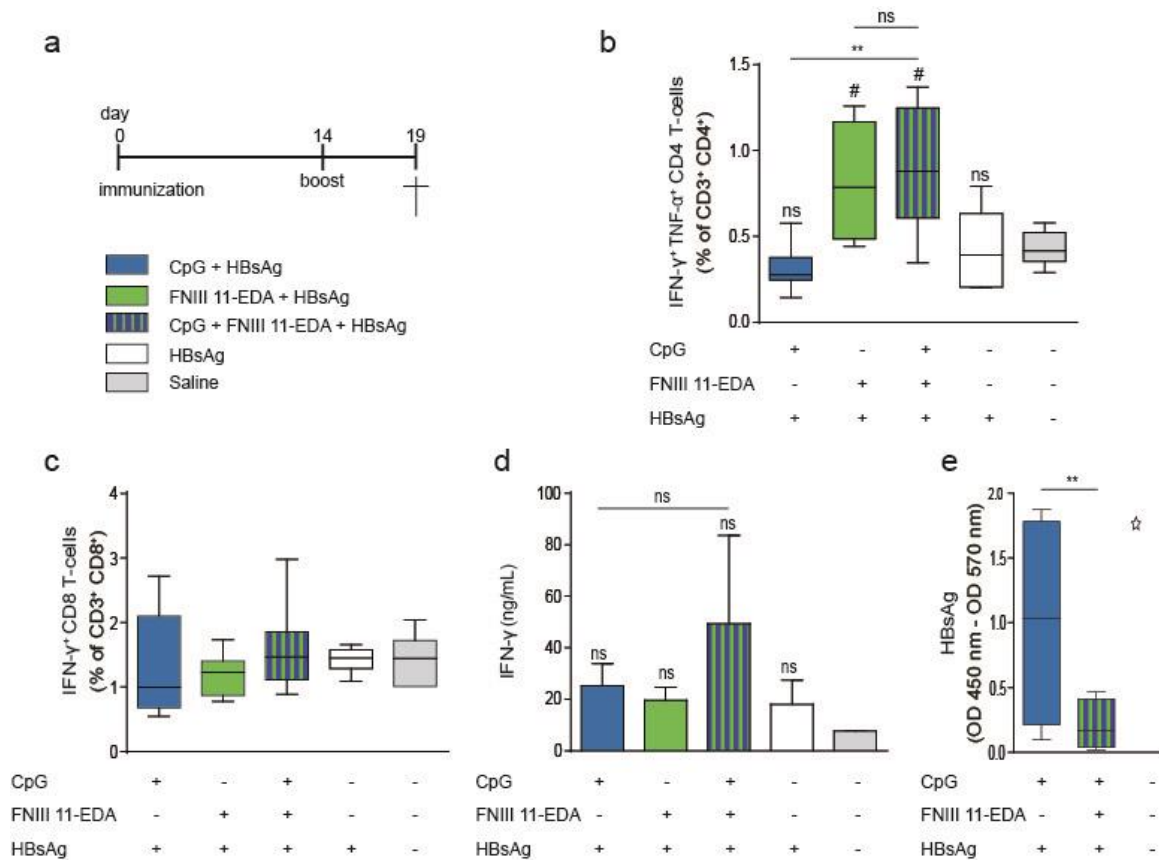 a
day
0 14 19
immunization boost
CpG + HBsAg
FNIII 11-EDA + HBsAg
CpG + FNIII 11-EDA + HBsAg
HBsAg
Saline
b
IFN-γ⁺ TNF-α⁺ CD4 T-cells
(% of CD3⁺ CD4⁺)
ns
**
1.5
1.0
0.5
0.0
ns # # ns
CpG + - + - -
FNIII 11-EDA - + + - -
HBsAg + + + + -
c
IFN-γ⁺ CD8 T-cells
(% of CD3⁺ CD8⁺)
4
3
2
1
0
CpG + - + - -
FNIII 11-EDA - + + - -
HBsAg + + + + -
d
IFN-γ (ng/mL)
100
80
60
40
20
0
ns
ns ns ns ns
CpG + - + - -
FNIII 11-EDA - + + - -
HBsAg + + + + -
e
HBsAg
(OD 450 nm - OD 570 nm)
2.0
1.5
1.0
0.5
0.0
**
☆
CpG + + -
FNIII 11-EDA - + -
HBsAg + + -